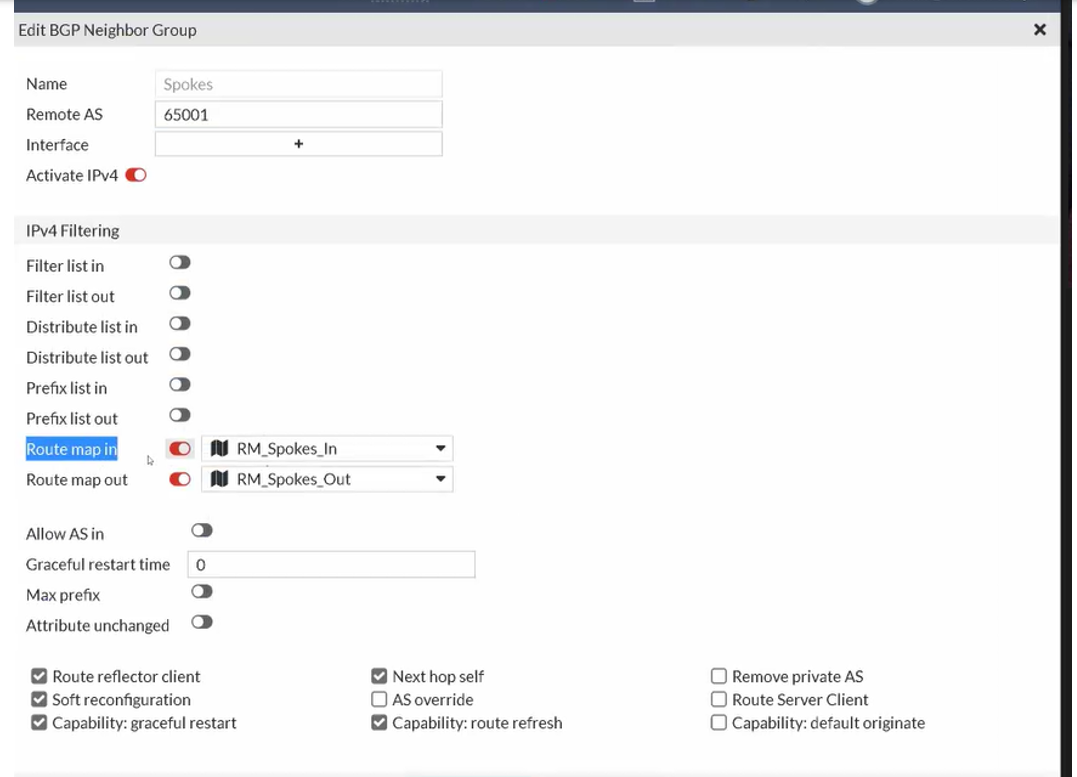 Edit BGP Neighbor Group
Name Spokes
Remote AS 65001
Interface +
Activate IPv4
IPv4 Filtering
Filter list in
Filter list out
Distribute list in
Distribute list out
Prefix list in
Prefix list out
Route map in RM_Spokes_In
Route map out RM_Spokes_Out
Allow AS in
Graceful restart time 0
Max prefix
Attribute unchanged
Route reflector client Next hop self Remove private AS
Soft reconfiguration AS override Route Server Client
Capability: graceful restart Capability: route refresh Capability: default originate